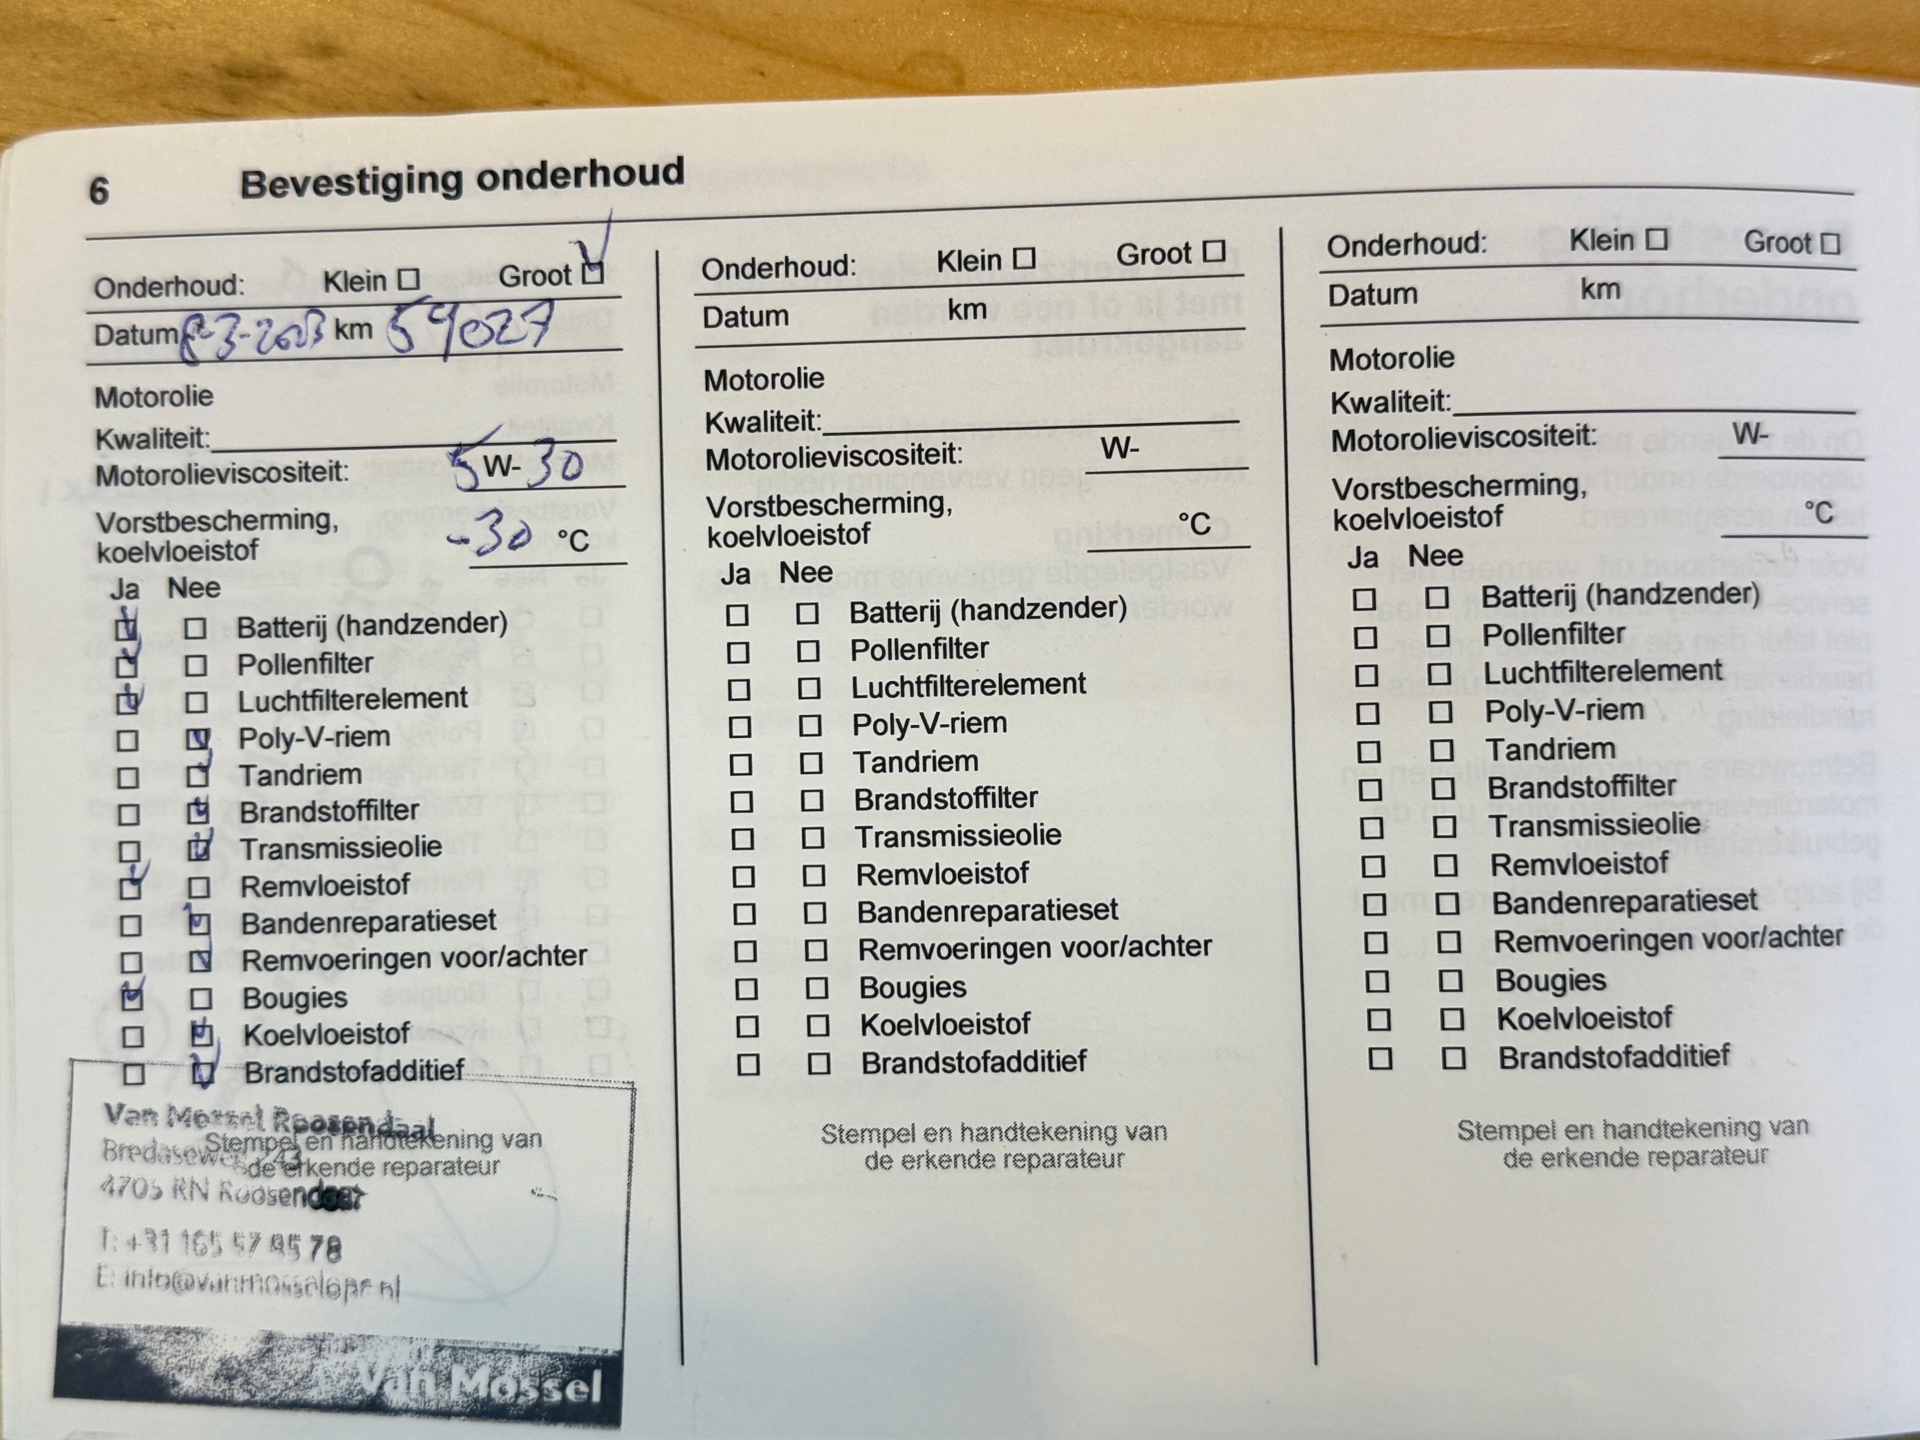 6 Bevestiging onderhoud
Onderhoud: Klein ☐ Groot ☑
Datum 8-3-2023 km 54027
Motorolie
Kwaliteit:
Motorolieviscositeit: 5 W- 30
Vorstbescherming,
koelvloeistof -30 °C
Ja Nee
☑ ☐ Batterij (handzender)
☑ ☐ Pollenfilter
☑ ☐ Luchtfilterelement
☐ ☑ Poly-V-riem
☐ ☑ Tandriem
☐ ☑ Brandstoffilter
☐ ☑ Transmissieolie
☑ ☐ Remvloeistof
☐ ☑ Bandenreparatieset
☐ ☑ Remvoeringen voor/achter
☑ ☐ Bougies
☐ ☑ Koelvloeistof
☐ ☑ Brandstofadditief
Stempel en handtekening van
de erkende reparateur
Van Mossel Roosendaal
4705 RN Roosendaal
T: +31 165 57 95 78
Van Mossel
Onderhoud: Klein ☐ Groot ☐
Datum km
Motorolie
Kwaliteit:
Motorolieviscositeit: W-
Vorstbescherming,
koelvloeistof °C
Ja Nee
☐ ☐ Batterij (handzender)
☐ ☐ Pollenfilter
☐ ☐ Luchtfilterelement
☐ ☐ Poly-V-riem
☐ ☐ Tandriem
☐ ☐ Brandstoffilter
☐ ☐ Transmissieolie
☐ ☐ Remvloeistof
☐ ☐ Bandenreparatieset
☐ ☐ Remvoeringen voor/achter
☐ ☐ Bougies
☐ ☐ Koelvloeistof
☐ ☐ Brandstofadditief
Stempel en handtekening van
de erkende reparateur
Onderhoud: Klein ☐ Groot ☐
Datum km
Motorolie
Kwaliteit:
Motorolieviscositeit: W-
Vorstbescherming,
koelvloeistof °C
Ja Nee
☐ ☐ Batterij (handzender)
☐ ☐ Pollenfilter
☐ ☐ Luchtfilterelement
☐ ☐ Poly-V-riem
☐ ☐ Tandriem
☐ ☐ Brandstoffilter
☐ ☐ Transmissieolie
☐ ☐ Remvloeistof
☐ ☐ Bandenreparatieset
☐ ☐ Remvoeringen voor/achter
☐ ☐ Bougies
☐ ☐ Koelvloeistof
☐ ☐ Brandstofadditief
Stempel en handtekening van
de erkende reparateur